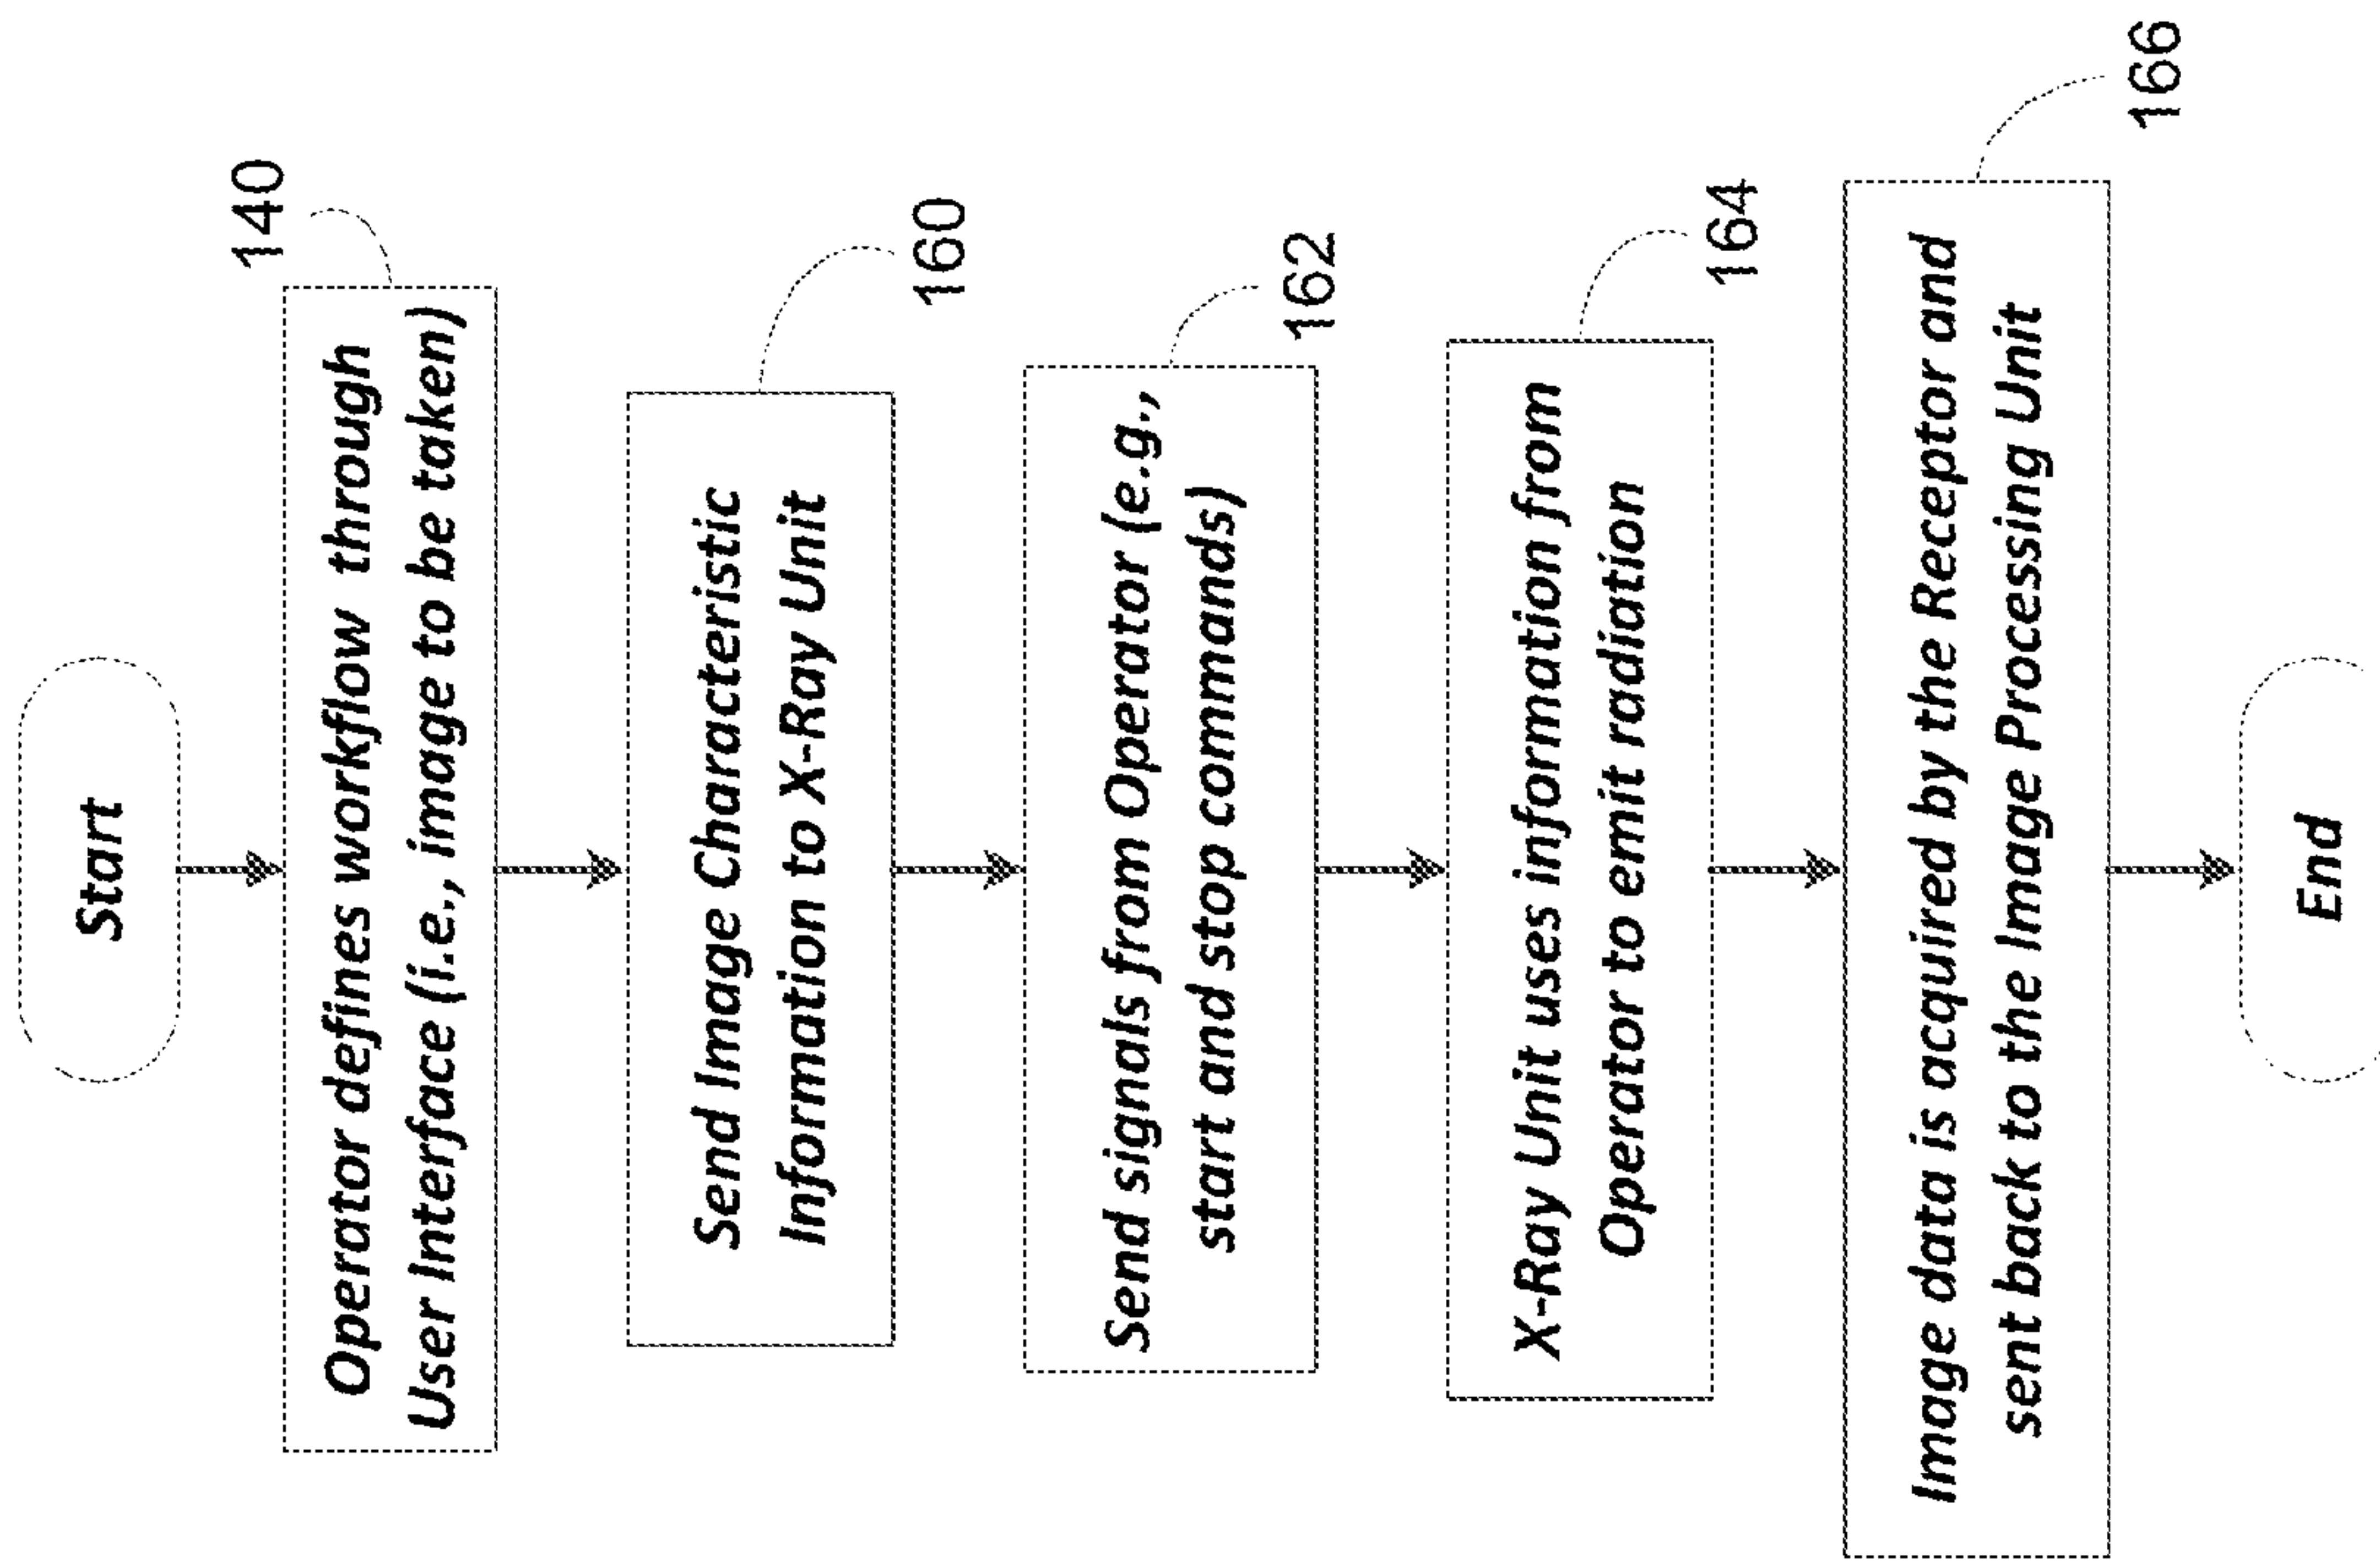 Start
140
Operator defines workflow through
User Interface (i.e., image to be taken)
160
Send Image Characteristic
Information to X-Ray Unit
162
Send signals from Operator (e.g.,
start and stop commands)
164
X-Ray Unit uses information from
Operator to emit radiation
166
Image data is acquired by the Receptor and
sent back to the Image Processing Unit
End